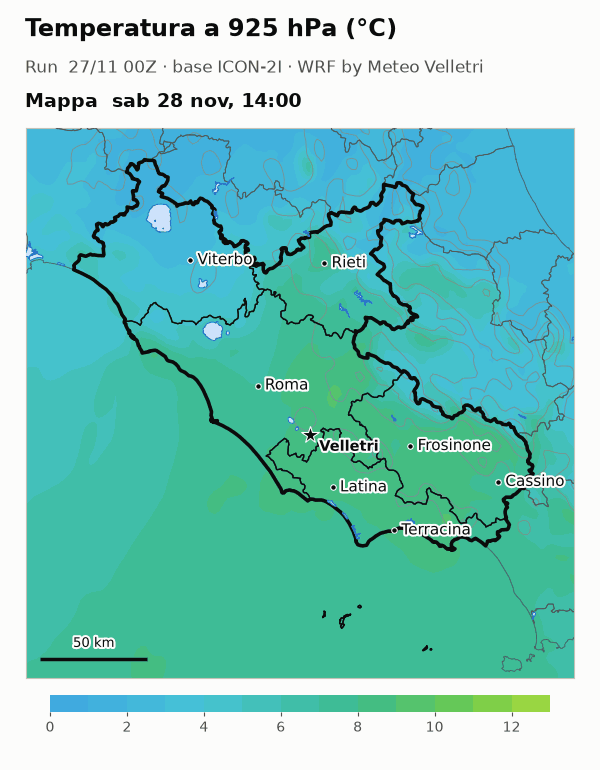 Temperatura a 925 hPa (°C)
Run  27/11 00Z · base ICON-2I · WRF by Meteo Velletri
Mappa  sab 28 nov, 14:00
Viterbo
Rieti
Roma
Velletri
Frosinone
Cassino
Latina
Terracina
50 km
0 2 4 6 8 10 12